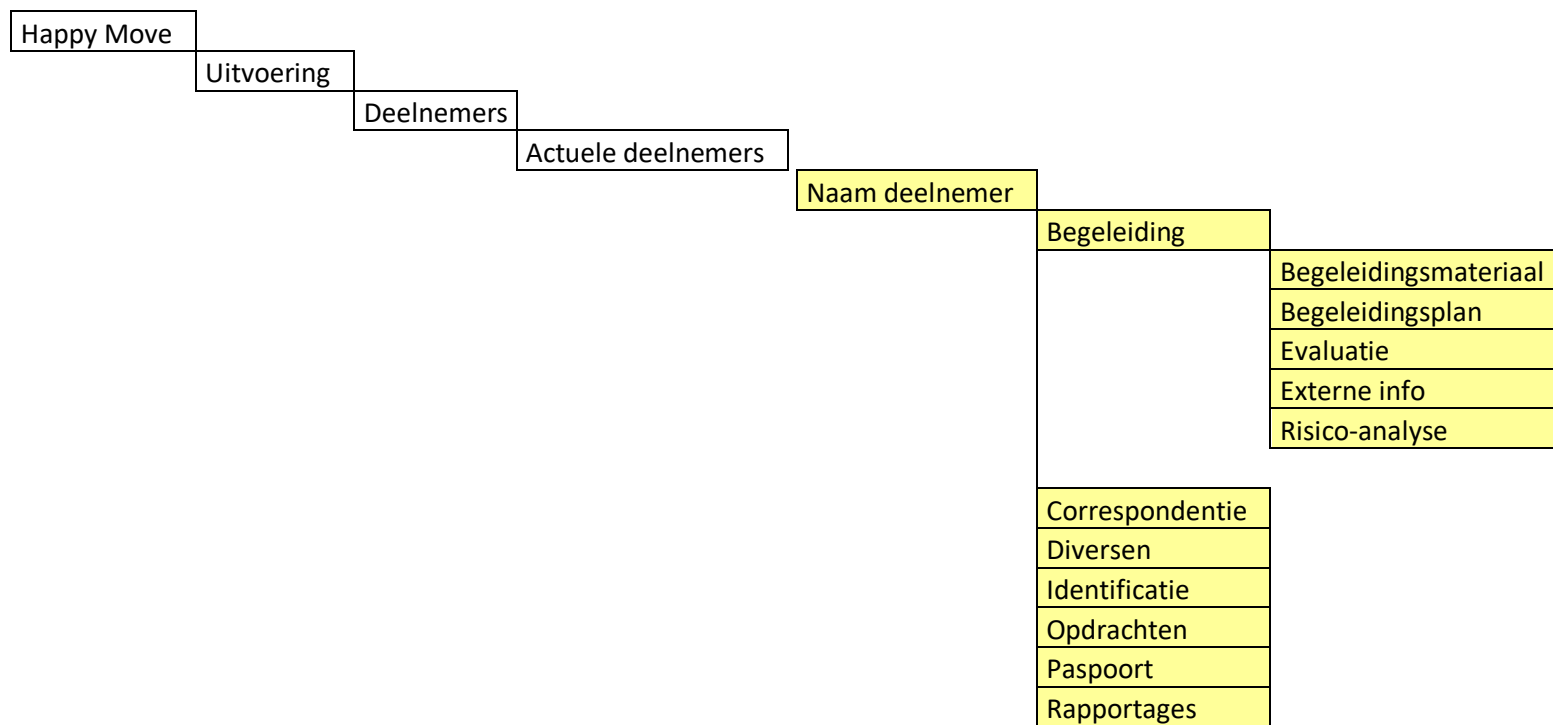 Happy Move
Uitvoering
Deelnemers
Actuele deelnemers
Naam deelnemer
Begeleiding
Begeleidingsmateriaal
Begeleidingsplan
Evaluatie
Externe info
Risico-analyse
Correspondentie
Diversen
Identificatie
Opdrachten
Paspoort
Rapportages